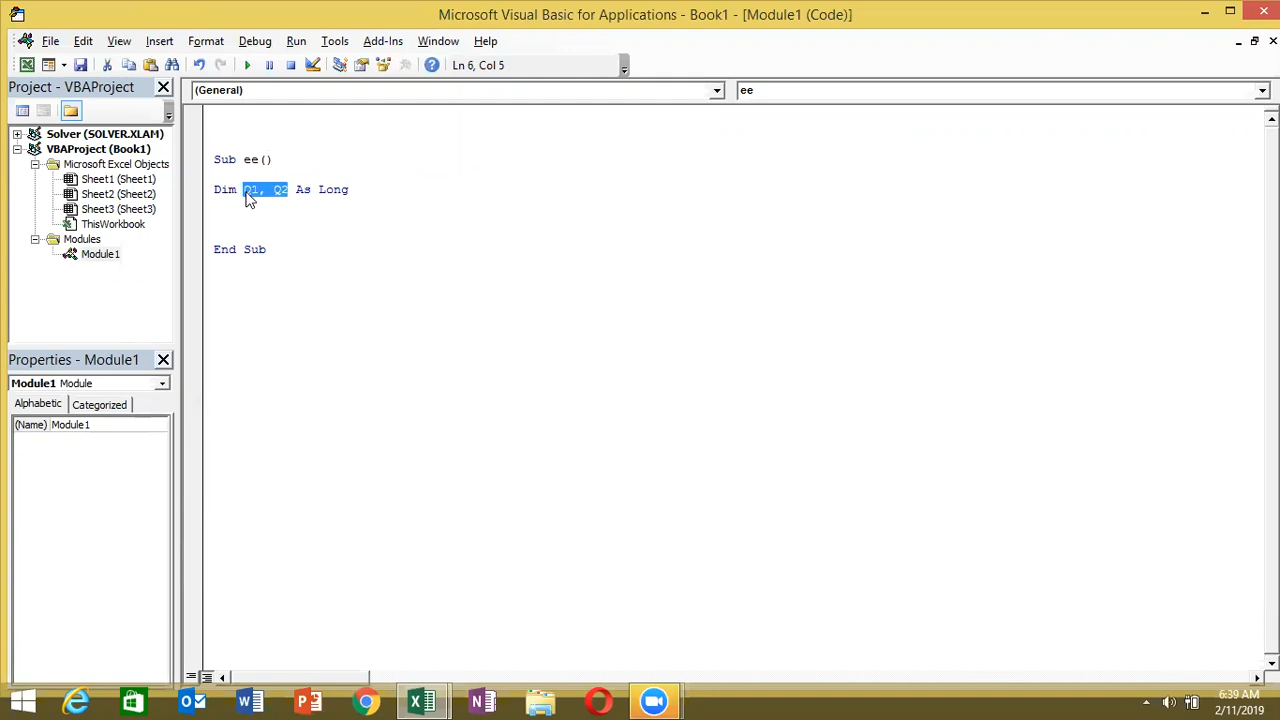 Microsoft Visual Basic for Applications - Book1 - [Module1 (Code)]
File Edit View Insert Format Debug Run Tools Add-Ins Window Help
Ln 6, Col 5
Project - VBAProject
(General)
ee
Solver (SOLVER.XLAM)
VBAProject (Book1)
Microsoft Excel Objects
Sheet1 (Sheet1)
Sheet2 (Sheet2)
Sheet3 (Sheet3)
ThisWorkbook
Modules
Module1
Sub ee()
Dim Q1, Q2 As Long
End Sub
Properties - Module1
Module1 Module
Alphabetic Categorized
(Name) Module1
6:39 AM
2/11/2019